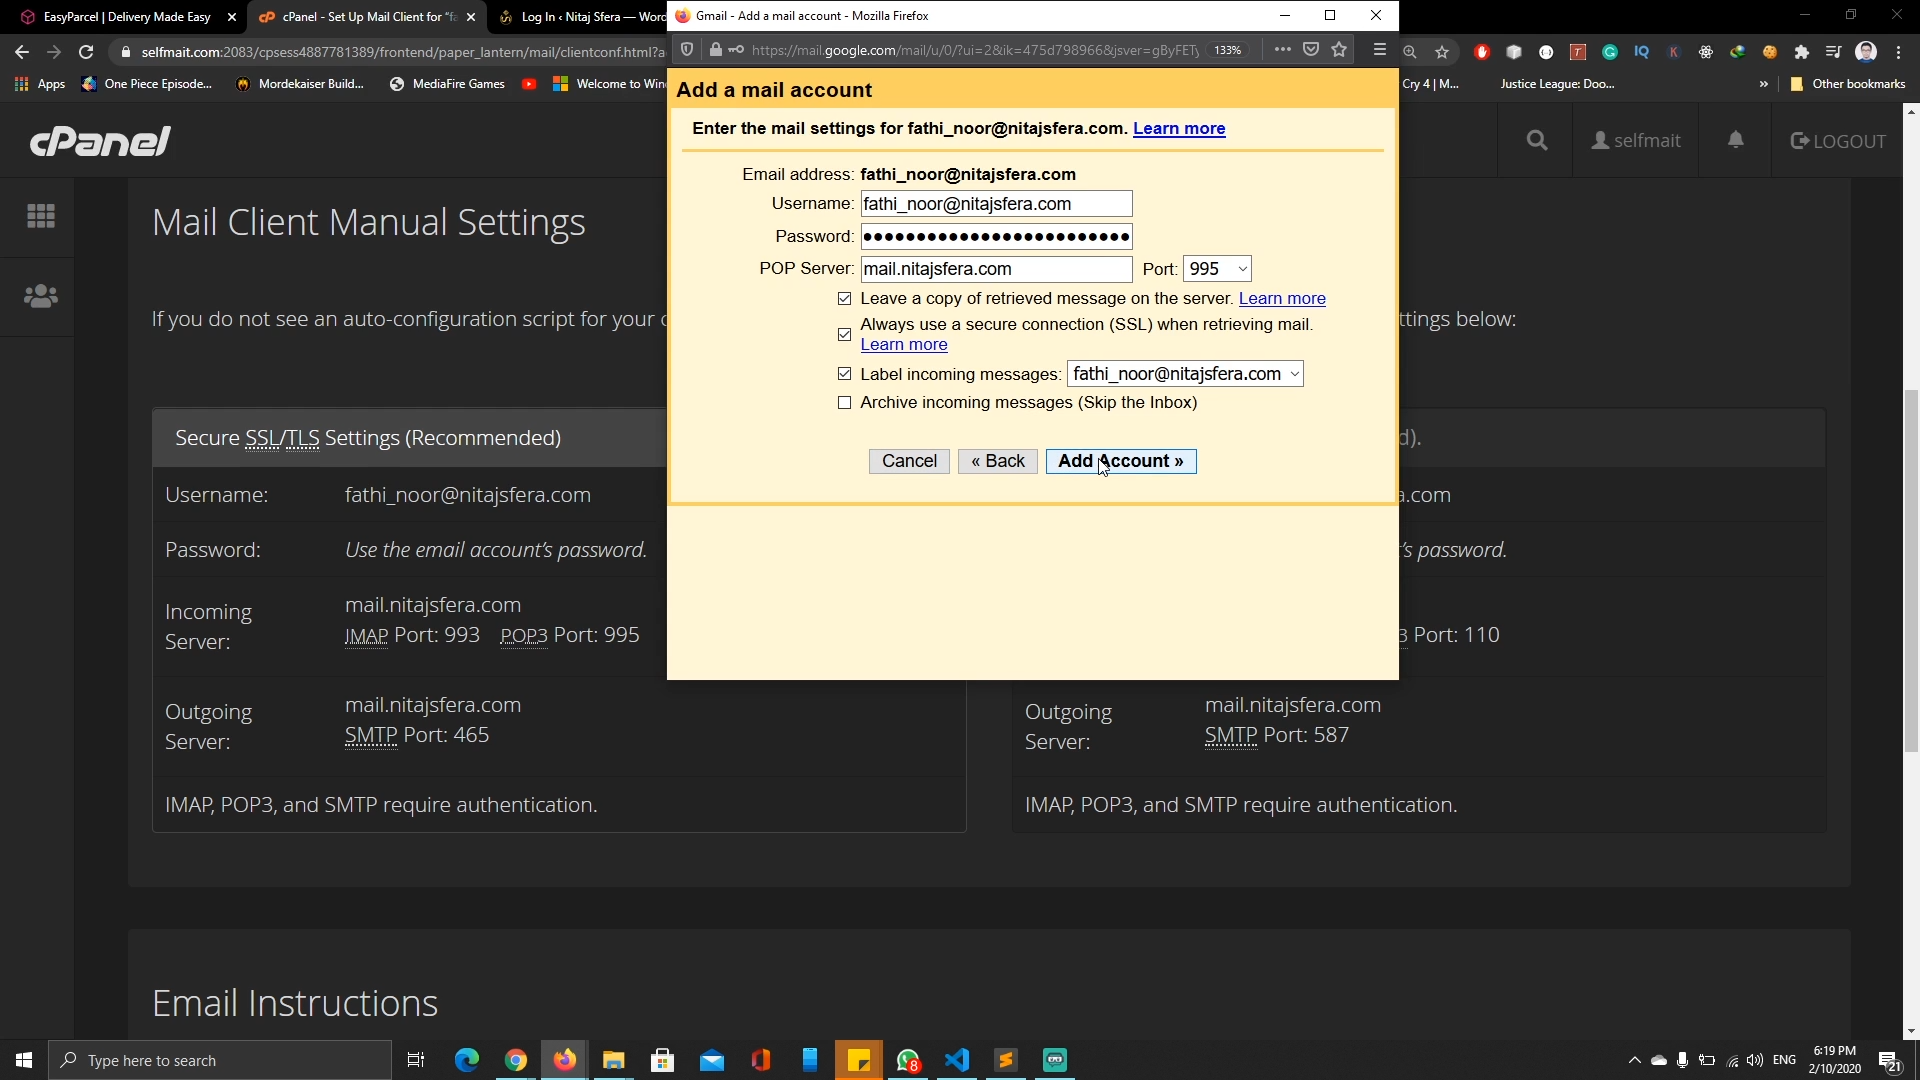 EasyParcel | Delivery Made Easy
cPanel - Set Up Mail Client for "fa
Log In ‹ Nitaj Sfera — Word
Gmail - Add a mail account - Mozilla Firefox
selfmait.com:2083/cpsess4887781389/frontend/paper_lantern/mail/clientconf.html?a
https://mail.google.com/mail/u/0/?ui=2&ik=475d798966&jsver=gByFETy
133%
Apps
One Piece Episode...
Mordekaiser Build...
MediaFire Games
Welcome to Win
Cry 4 | M...
Justice League: Doo...
»
Other bookmarks
Add a mail account
cPanel
selfmait
LOGOUT
Enter the mail settings for fathi_noor@nitajsfera.com. Learn more
Email address: fathi_noor@nitajsfera.com
Username: fathi_noor@nitajsfera.com
Password:
POP Server: mail.nitajsfera.com Port: 995
Leave a copy of retrieved message on the server. Learn more
Always use a secure connection (SSL) when retrieving mail.
Learn more
Label incoming messages: fathi_noor@nitajsfera.com
Archive incoming messages (Skip the Inbox)
Cancel « Back Add Account »
Mail Client Manual Settings
If you do not see an auto-configuration script for your c
ttings below:
Secure SSL/TLS Settings (Recommended)
d).
Username: fathi_noor@nitajsfera.com
a.com
Password: Use the email account's password.
's password.
Incoming Server:
mail.nitajsfera.com
IMAP Port: 993 POP3 Port: 995
3 Port: 110
Outgoing Server:
mail.nitajsfera.com
SMTP Port: 465
Outgoing Server:
mail.nitajsfera.com
SMTP Port: 587
IMAP, POP3, and SMTP require authentication.
IMAP, POP3, and SMTP require authentication.
Email Instructions
Type here to search
8
ENG
6:19 PM
2/10/2020
21